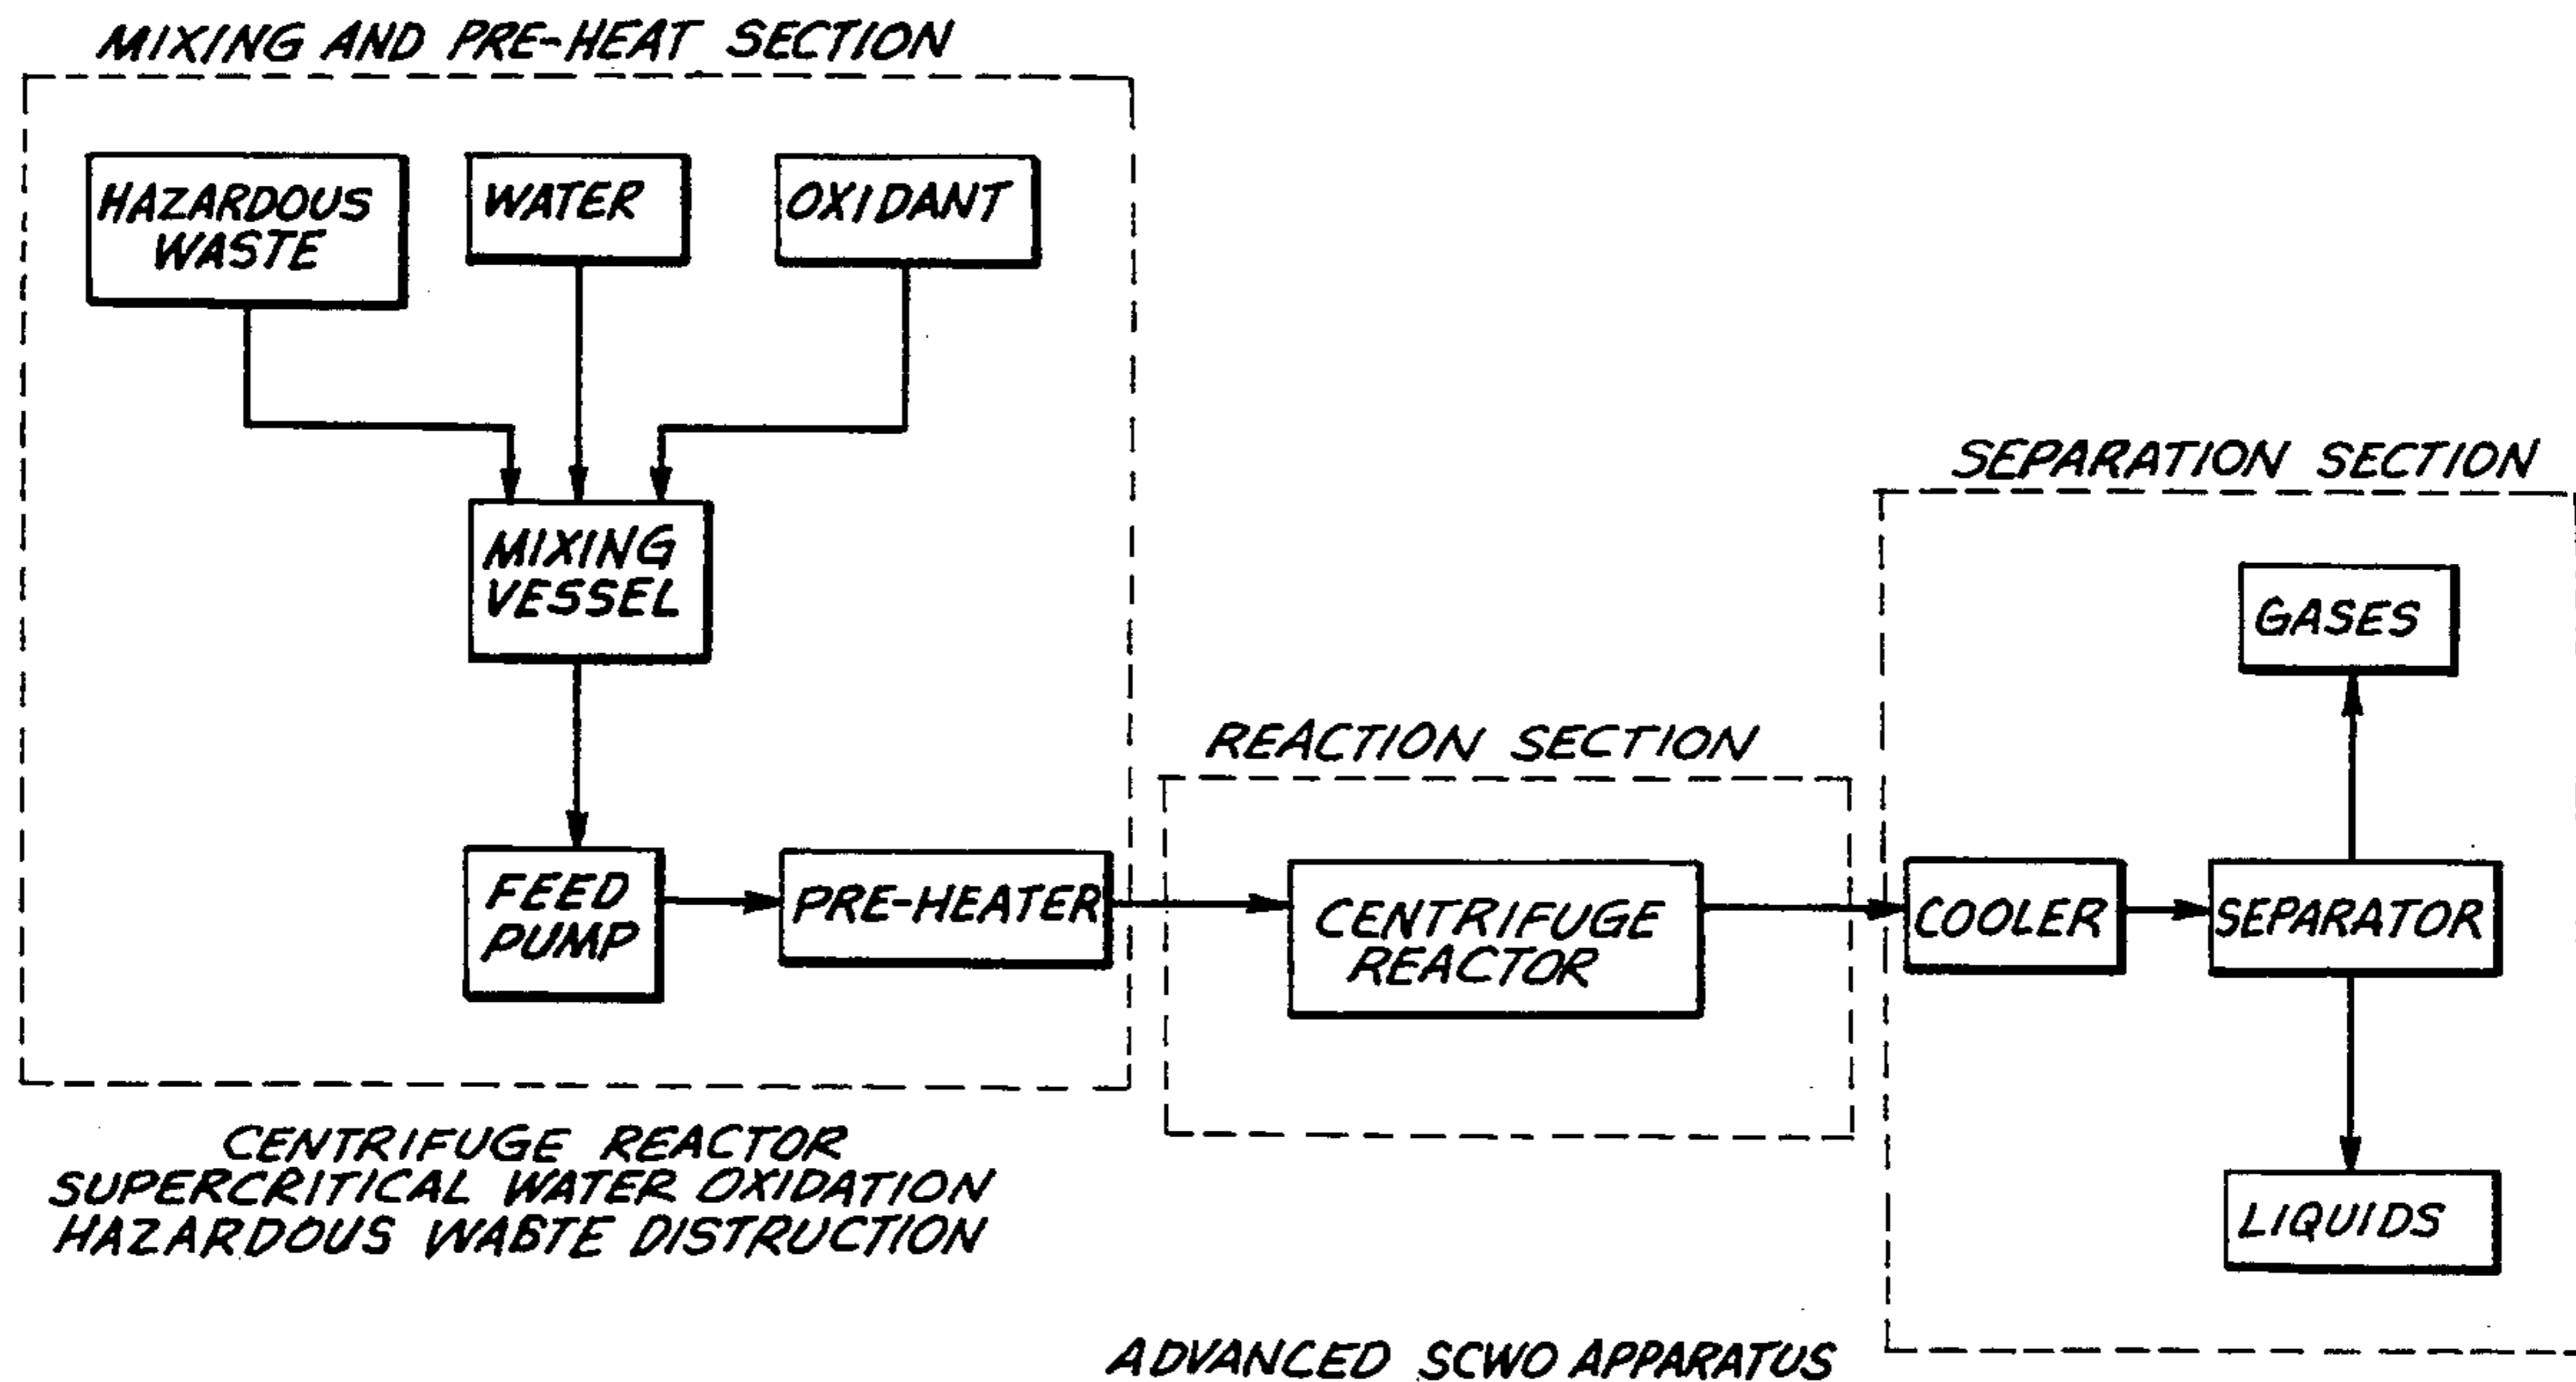 MIXING AND PRE-HEAT SECTION
HAZARDOUS
WASTE
WATER
OXIDANT
MIXING
VESSEL
FEED
PUMP
PRE-HEATER
REACTION SECTION
CENTRIFUGE
REACTOR
SEPARATION SECTION
GASES
COOLER
SEPARATOR
LIQUIDS
CENTRIFUGE REACTOR
SUPERCRITICAL WATER OXIDATION
HAZARDOUS WASTE DISTRUCTION
ADVANCED SCWO APPARATUS